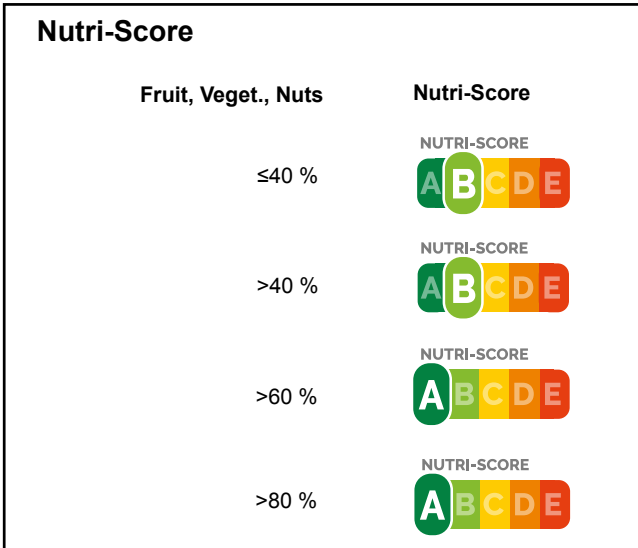 Nutri-Score
Fruit, Veget., Nuts Nutri-Score
NUTRI-SCORE
≤40 % A B C D E
NUTRI-SCORE
>40 % A B C D E
NUTRI-SCORE
>60 % A B C D E
NUTRI-SCORE
>80 % A B C D E